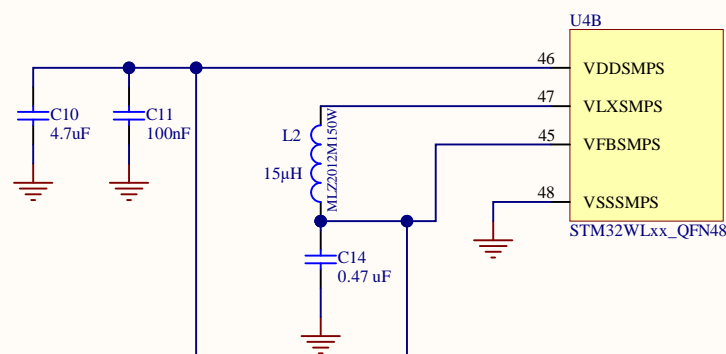 U4B
46
VDDSMPS
47
VLXSMPS
45
VFBSMPS
48
VSSSMPS
STM32WLxx_QFN48
C10
4.7uF
C11
100nF
L2
15µH
MLZ2012M150W
C14
0.47 uF